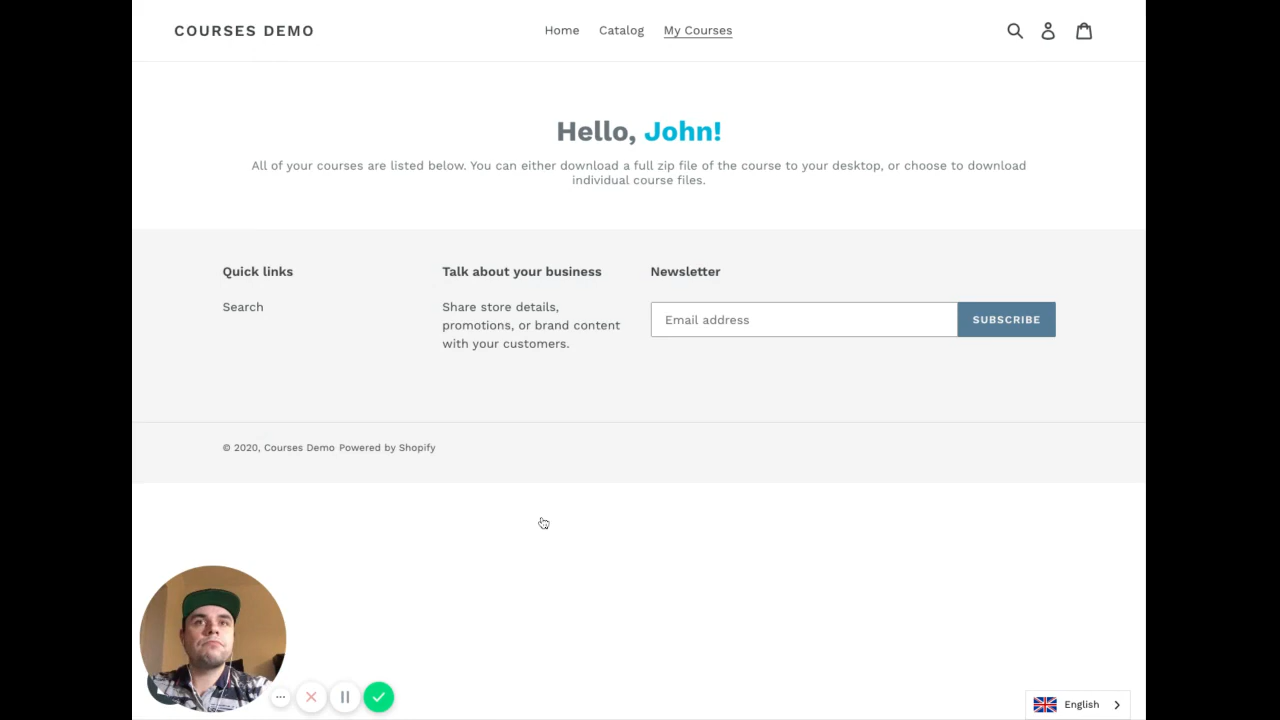 COURSES DEMO
Home
Catalog
My Courses
Hello, John!
All of your courses are listed below. You can either download a full zip file of the course to your desktop, or choose to download
individual course files.
Quick links
Search
Talk about your business
Share store details,
promotions, or brand content
with your customers.
Newsletter
Email address
SUBSCRIBE
© 2020, Courses Demo Powered by Shopify
English